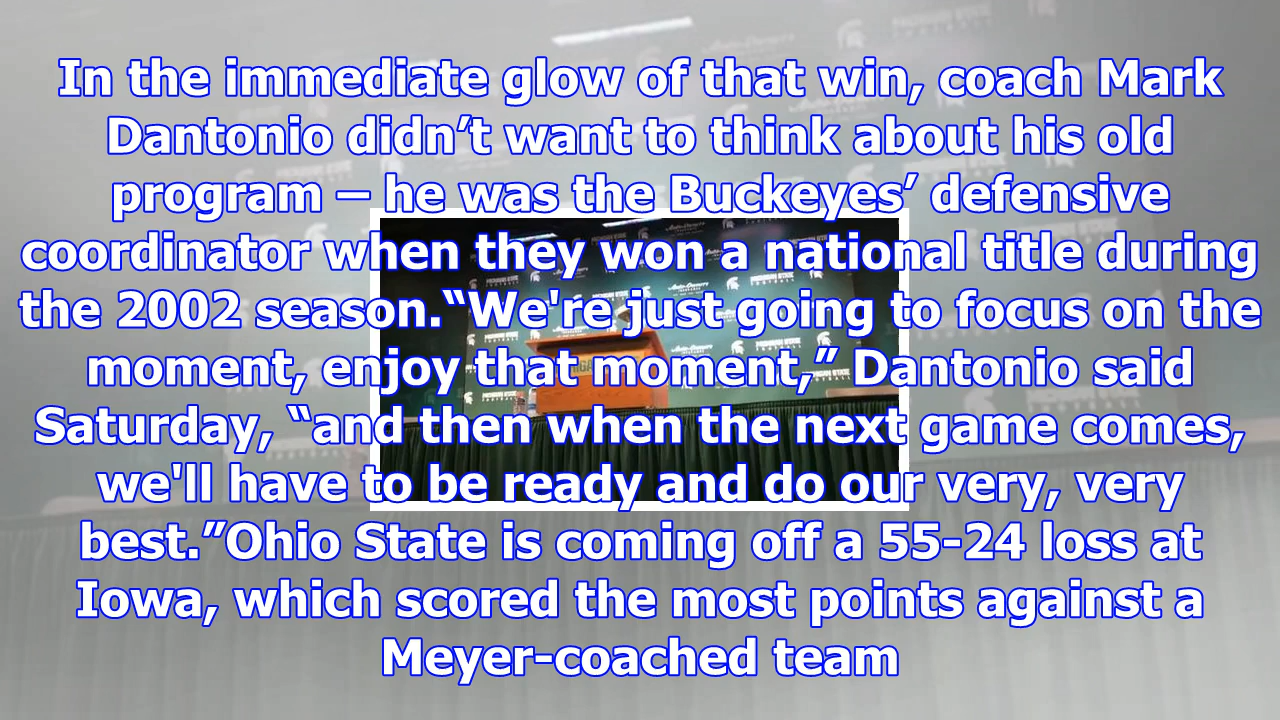 In the immediate glow of that win, coach Mark
Dantonio didn’t want to think about his old
program – he was the Buckeyes’ defensive
coordinator when they won a national title during
the 2002 season.“We're just going to focus on the
moment, enjoy that moment,” Dantonio said
Saturday, “and then when the next game comes,
we'll have to be ready and do our very, very
best.”Ohio State is coming off a 55-24 loss at
Iowa, which scored the most points against a
Meyer-coached team